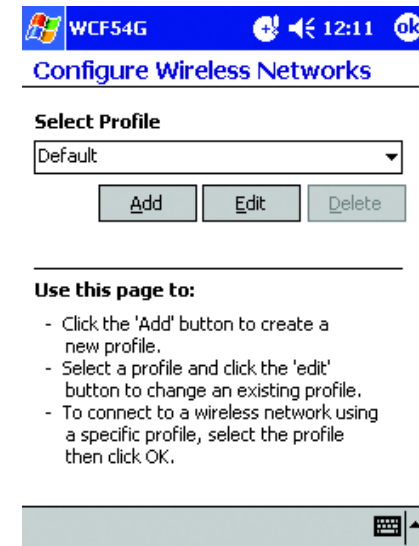 WCF54G 12:11 ok
Configure Wireless Networks
Select Profile
Default
Add Edit Delete
Use this page to:
- Click the 'Add' button to create a
new profile.
- Select a profile and click the 'edit'
button to change an existing profile.
- To connect to a wireless network using
a specific profile, select the profile
then click OK.